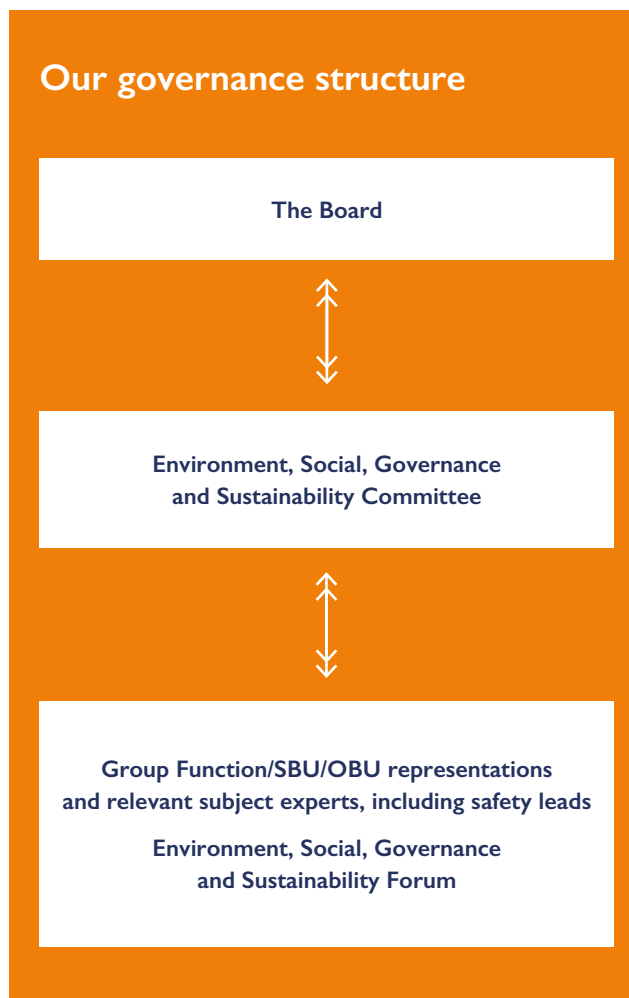 Our governance structure
The Board
Environment, Social, Governance
and Sustainability Committee
Group Function/SBU/OBU representations
and relevant subject experts, including safety leads
Environment, Social, Governance
and Sustainability Forum